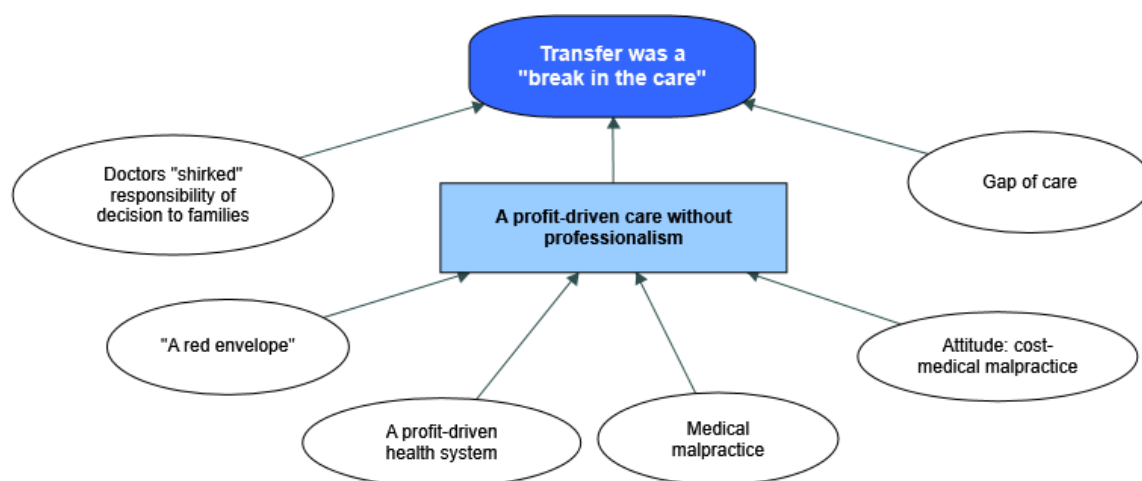 Transfer was a
"break in the care"
Doctors "shirked"
responsibility of
decision to families
Gap of care
A profit-driven care without
professionalism
"A red envelope"
Attitude: cost-
medical malpractice
A profit-driven
health system
Medical
malpractice